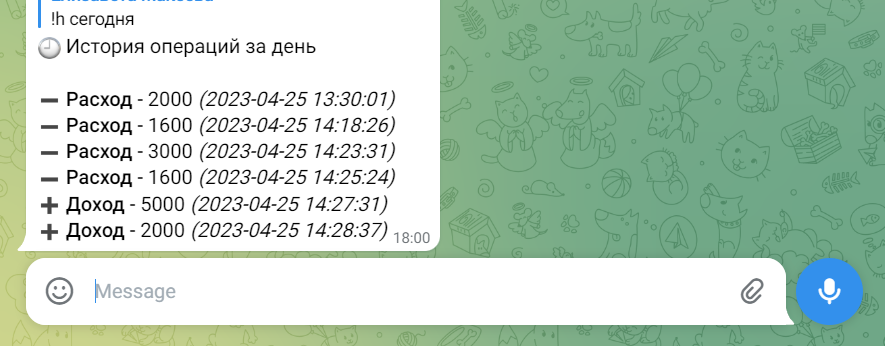 !h сегодня
🕘 История операций за день
➖ Расход - 2000 (2023-04-25 13:30:01)
➖ Расход - 1600 (2023-04-25 14:18:26)
➖ Расход - 3000 (2023-04-25 14:23:31)
➖ Расход - 1600 (2023-04-25 14:25:24)
➕ Доход - 5000 (2023-04-25 14:27:31)
➕ Доход - 2000 (2023-04-25 14:28:37)
18:00
Message